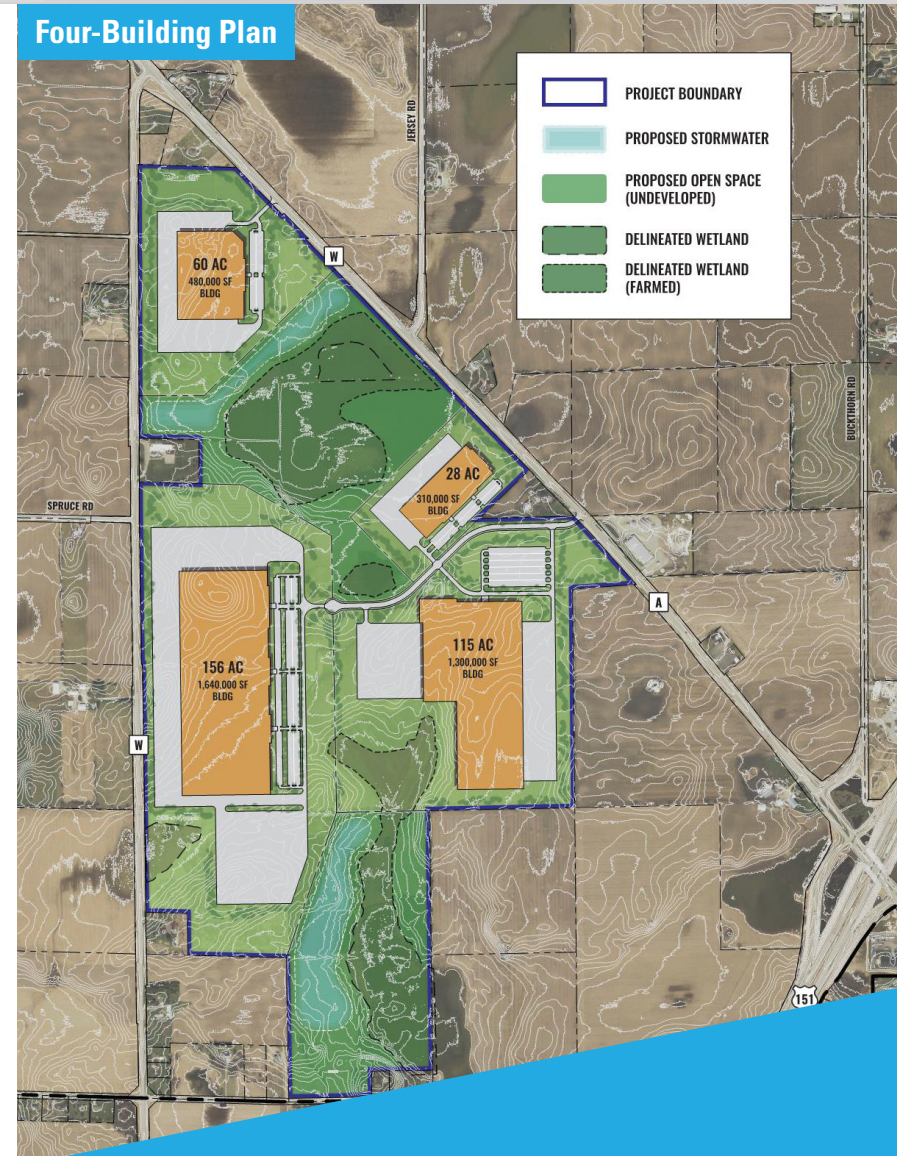 Four-Building Plan
PROJECT BOUNDARY
PROPOSED STORMWATER
PROPOSED OPEN SPACE
(UNDEVELOPED)
DELINEATED WETLAND
DELINEATED WETLAND
(FARMED)
JERSEY RD
W
60 AC
480,000 SF
BLDG
BUCKTHORN RD
28 AC
310,000 SF
BLDG
SPRUCE RD
A
156 AC
1,640,000 SF
BLDG
115 AC
1,300,000 SF
BLDG
W
151